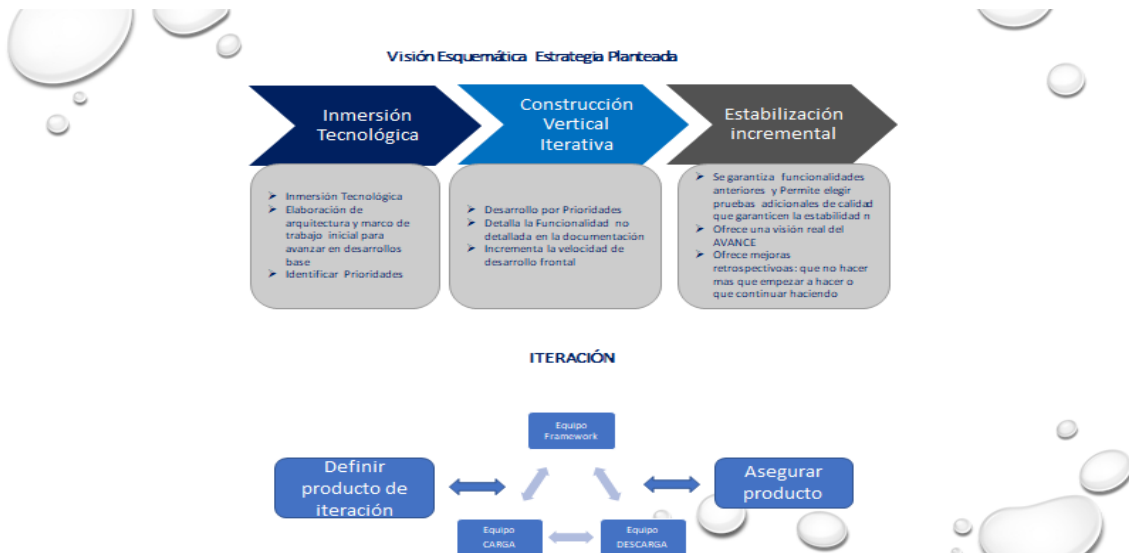 Visión Esquemática Estrategia Planteada
Inmersión
Tecnológica
Construcción
Vertical
Iterativa
Estabilización
incremental
➤ Inmersión Tecnológica
➤ Elaboración de
arquitectura y marco de
trabajo inicial para
avanzar en desarrollos
base
➤ Identificar Prioridades
➤ Desarrollo por Prioridades
➤ Detalla la Funcionalidad no
detallada en la documentación
➤ Incrementa la velocidad de
desarrollo frontal
➤ Se garantiza funcionalidades
anteriores y Permite elegir
pruebas adicionales de calidad
que garanticen la estabilidad n
➤ Ofrece una visión real del
AVANCE
➤ Ofrece mejoras
retrospectivoas: que no hacer
mas que empezar a hacer o
que continuar haciendo
ITERACIÓN
Equipo
Framework
Definir
producto de
iteración
Asegurar
producto
Equipo
CARGA
Equipo
DESCARGA